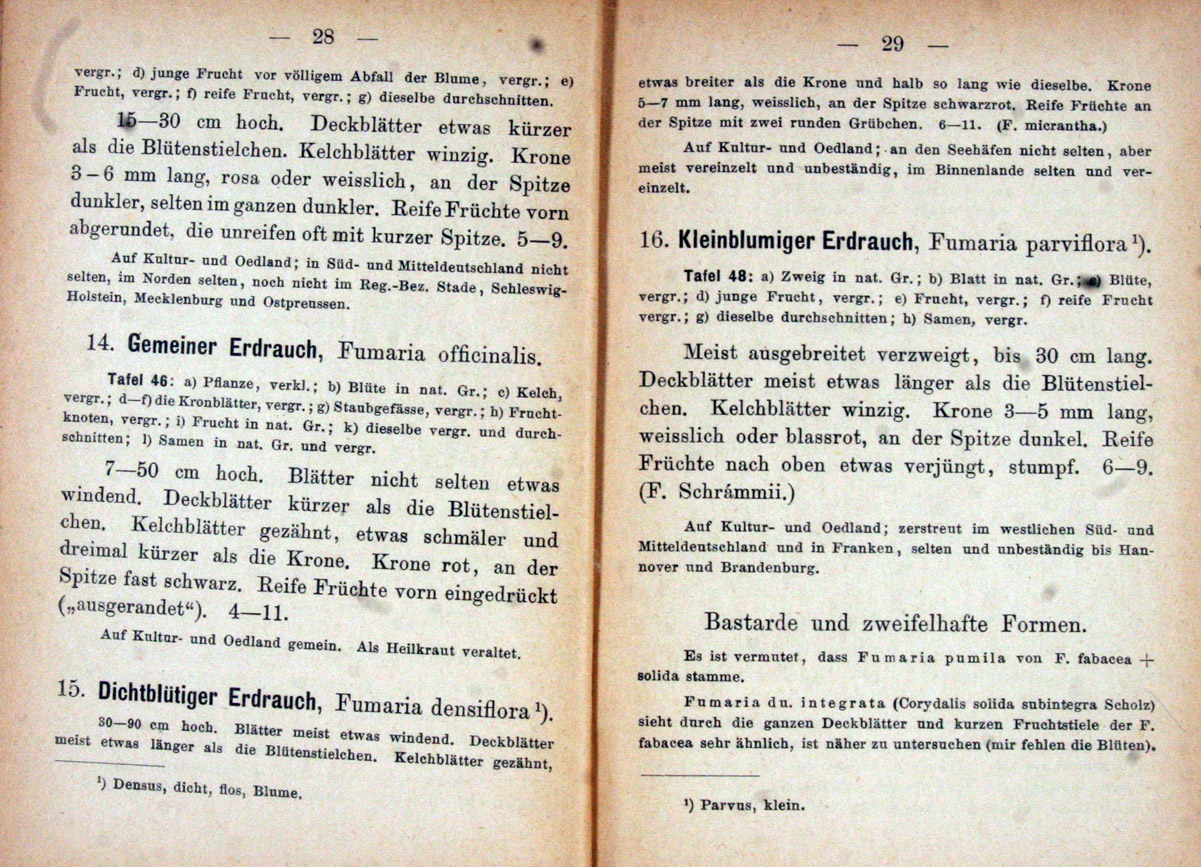 — 28 —
vergr.; d) junge Frucht vor völligem Abfall der Blume, vergr.; e)
Frucht, vergr.; f) reife Frucht, vergr.; g) dieselbe durchschnitten.
15—30 cm hoch. Deckblätter etwas kürzer
als die Blütenstielchen. Kelchblätter winzig. Krone
3–6 mm lang, rosa oder weisslich, an der Spitze
dunkler, selten im ganzen dunkler. Reife Früchte vorn
abgerundet, die unreifen oft mit kurzer Spitze. 5—9.
Auf Kultur- und Oedland; in Süd- und Mitteldeutschland nicht
selten, im Norden selten, noch nicht im Reg.-Bez. Stade, Schleswig-
Holstein, Mecklenburg und Ostpreussen.
14. Gemeiner Erdrauch, Fumaria officinalis.
Tafel 46: a) Pflanze, verkl.; b) Blüte in nat. Gr.; c) Kelch,
vergr.; d—f) die Kronblätter, vergr.; g) Staubgefässe, vergr.; h) Frucht-
knoten, vergr.; i) Frucht in nat. Gr.; k) dieselbe vergr. und durch-
schnitten; l) Samen in nat. Gr. und vergr.
7—50 cm hoch. Blätter nicht selten etwas
windend. Deckblätter kürzer als die Blütenstiel-
chen. Kelchblätter gezähnt, etwas schmäler und
dreimal kürzer als die Krone. Krone rot, an der
Spitze fast schwarz. Reife Früchte vorn eingedrückt
(„ausgerandet“). 4—11.
Auf Kultur- und Oedland gemein. Als Heilkraut veraltet.
15. Dichtblütiger Erdrauch, Fumaria densiflora ¹).
30—90 cm hoch. Blätter meist etwas windend. Deckblätter
meist etwas länger als die Blütenstielchen. Kelchblätter gezähnt,
¹) Densus, dicht, flos, Blume.
— 29 —
etwas breiter als die Krone und halb so lang wie dieselbe. Krone
5—7 mm lang, weisslich, an der Spitze schwarzrot. Reife Früchte an
der Spitze mit zwei runden Grübchen. 6—11. (F. micrantha.)
Auf Kultur- und Oedland; an den Seehäfen nicht selten, aber
meist vereinzelt und unbeständig, im Binnenlande selten und ver-
einzelt.
16. Kleinblumiger Erdrauch, Fumaria parviflora ¹).
Tafel 48: a) Zweig in nat. Gr.; b) Blatt in nat. Gr.; c) Blüte,
vergr.; d) junge Frucht, vergr.; e) Frucht, vergr.; f) reife Frucht
vergr.; g) dieselbe durchschnitten; h) Samen, vergr.
Meist ausgebreitet verzweigt, bis 30 cm lang.
Deckblätter meist etwas länger als die Blütenstiel-
chen. Kelchblätter winzig. Krone 3—5 mm lang,
weisslich oder blassrot, an der Spitze dunkel. Reife
Früchte nach oben etwas verjüngt, stumpf. 6—9.
(F. Schrámmii.)
Auf Kultur- und Oedland; zerstreut im westlichen Süd- und
Mitteldeutschland und in Franken, selten und unbeständig bis Han-
nover und Brandenburg.
Bastarde und zweifelhafte Formen.
Es ist vermutet, dass Fumaria pumila von F. fabacea +
solida stamme.
Fumaria du. integrata (Corydalis solida subintegra Scholz)
sieht durch die ganzen Deckblätter und kurzen Fruchtstiele der F.
fabacea sehr ähnlich, ist näher zu untersuchen (mir fehlen die Blüten).
¹) Parvus, klein.